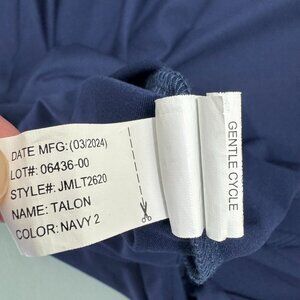 DATE MFG: (03/2024)
LOT#: 06436-00
STYLE#: JMLT2620
NAME: TALON
COLOR: NAVY 2
GENTLE CYCLE